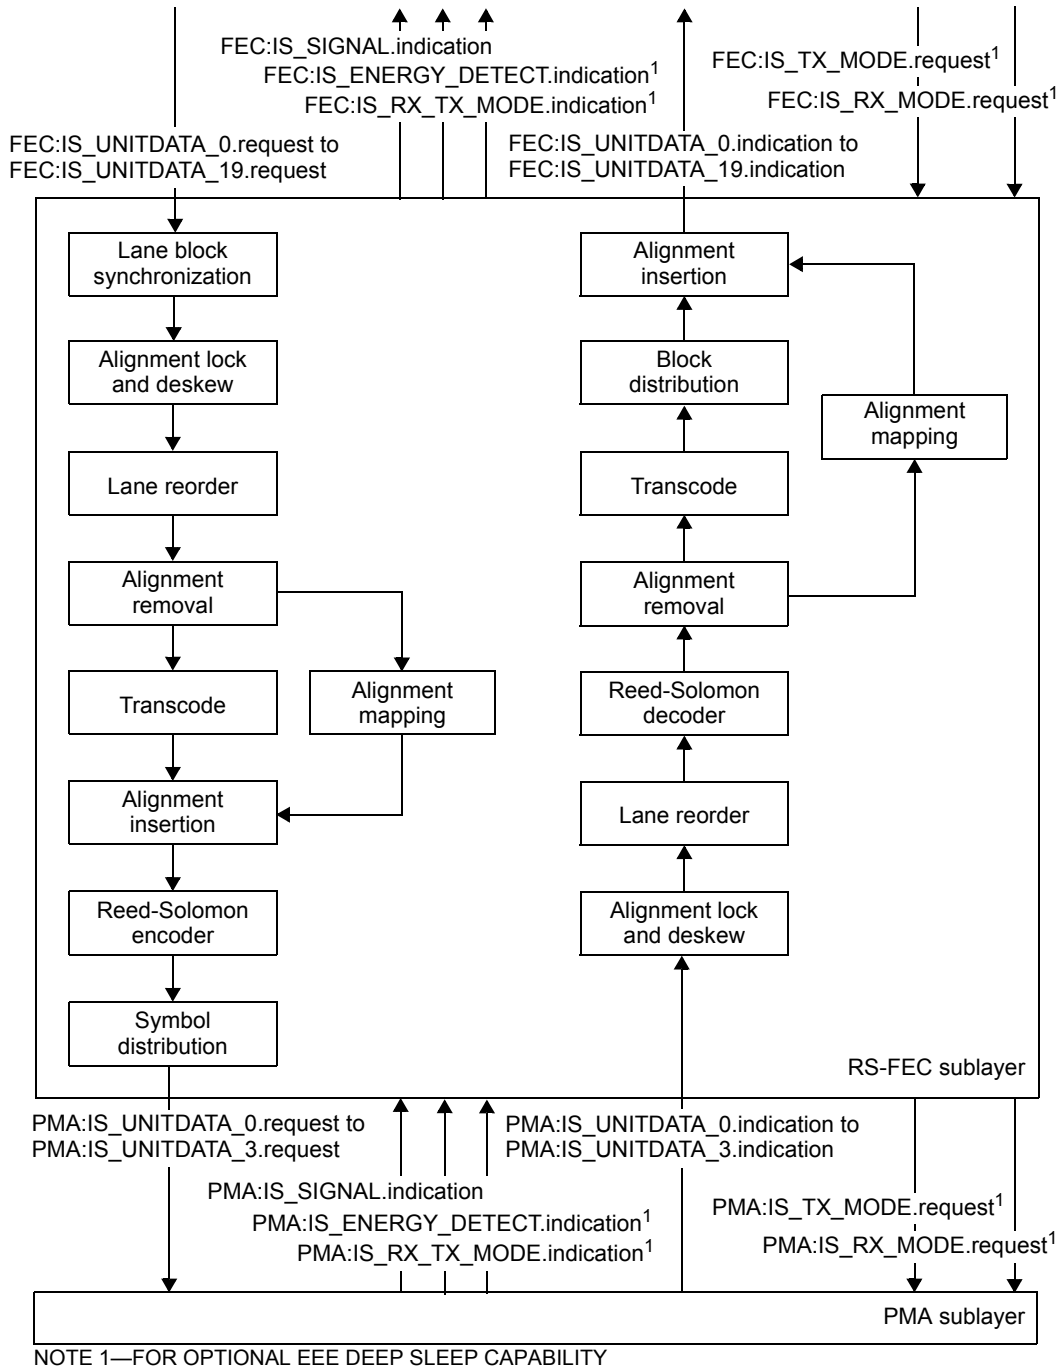 FEC:IS_SIGNAL.indication
FEC:IS_ENERGY_DETECT.indication1
FEC:IS_RX_TX_MODE.indication1
FEC:IS_TX_MODE.request1
FEC:IS_RX_MODE.request1
FEC:IS_UNITDATA_0.request to
FEC:IS_UNITDATA_19.request
FEC:IS_UNITDATA_0.indication to
FEC:IS_UNITDATA_19.indication
Lane block
synchronization
Alignment lock
and deskew
Lane reorder
Alignment
removal
Transcode
Alignment
mapping
Alignment
insertion
Reed-Solomon
encoder
Symbol
distribution
Alignment
insertion
Block
distribution
Alignment
mapping
Transcode
Alignment
removal
Reed-Solomon
decoder
Lane reorder
Alignment lock
and deskew
RS-FEC sublayer
PMA:IS_UNITDATA_0.request to
PMA:IS_UNITDATA_3.request
PMA:IS_UNITDATA_0.indication to
PMA:IS_UNITDATA_3.indication
PMA:IS_SIGNAL.indication
PMA:IS_ENERGY_DETECT.indication1
PMA:IS_RX_TX_MODE.indication1
PMA:IS_TX_MODE.request1
PMA:IS_RX_MODE.request1
PMA sublayer
NOTE 1—FOR OPTIONAL EEE DEEP SLEEP CAPABILITY